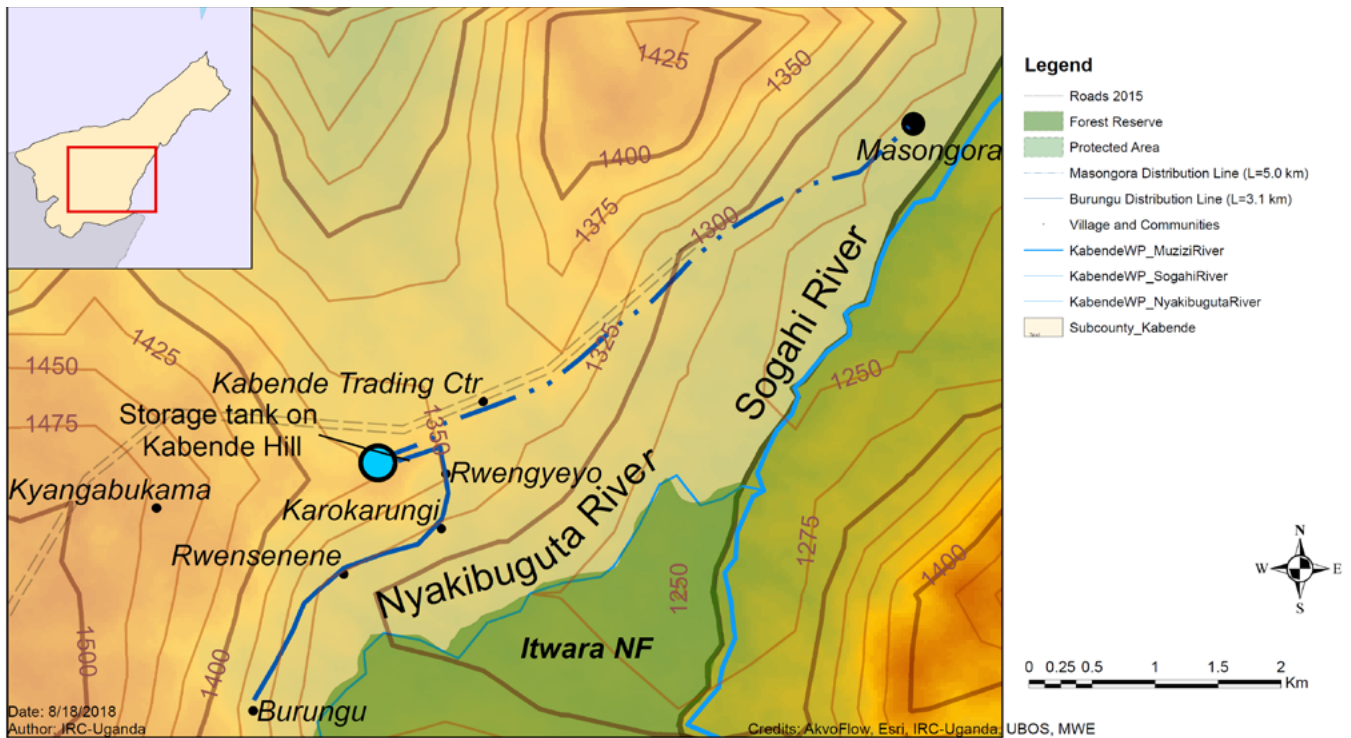 1425
1350
1400
1375
Masongora
1300
Sogahi River
1425
1450
1325
1250
Kabende Trading Ctr
Storage tank on
Kabende Hill
1475
1350
Rwengyeyo
Kyangabukama
Karokarungi
Rwensenene
Nyakibuguta River
1275
1400
1250
Itwara NF
1500
1400
Burungu
Date: 8/18/2018
Author: IRC-Uganda
Credits: AkvoFlow, Esri, IRC-Uganda, UBOS, MWE
Legend
Roads 2015
Forest Reserve
Protected Area
Masongora Distribution Line (L=5.0 km)
Burungu Distribution Line (L=3.1 km)
Village and Communities
KabendeWP_MuziziRiver
KabendeWP_SogahiRiver
KabendeWP_NyakibugutaRiver
Subcounty_Kabende
N
W E
S
0 0.25 0.5 1 1.5 2
Km